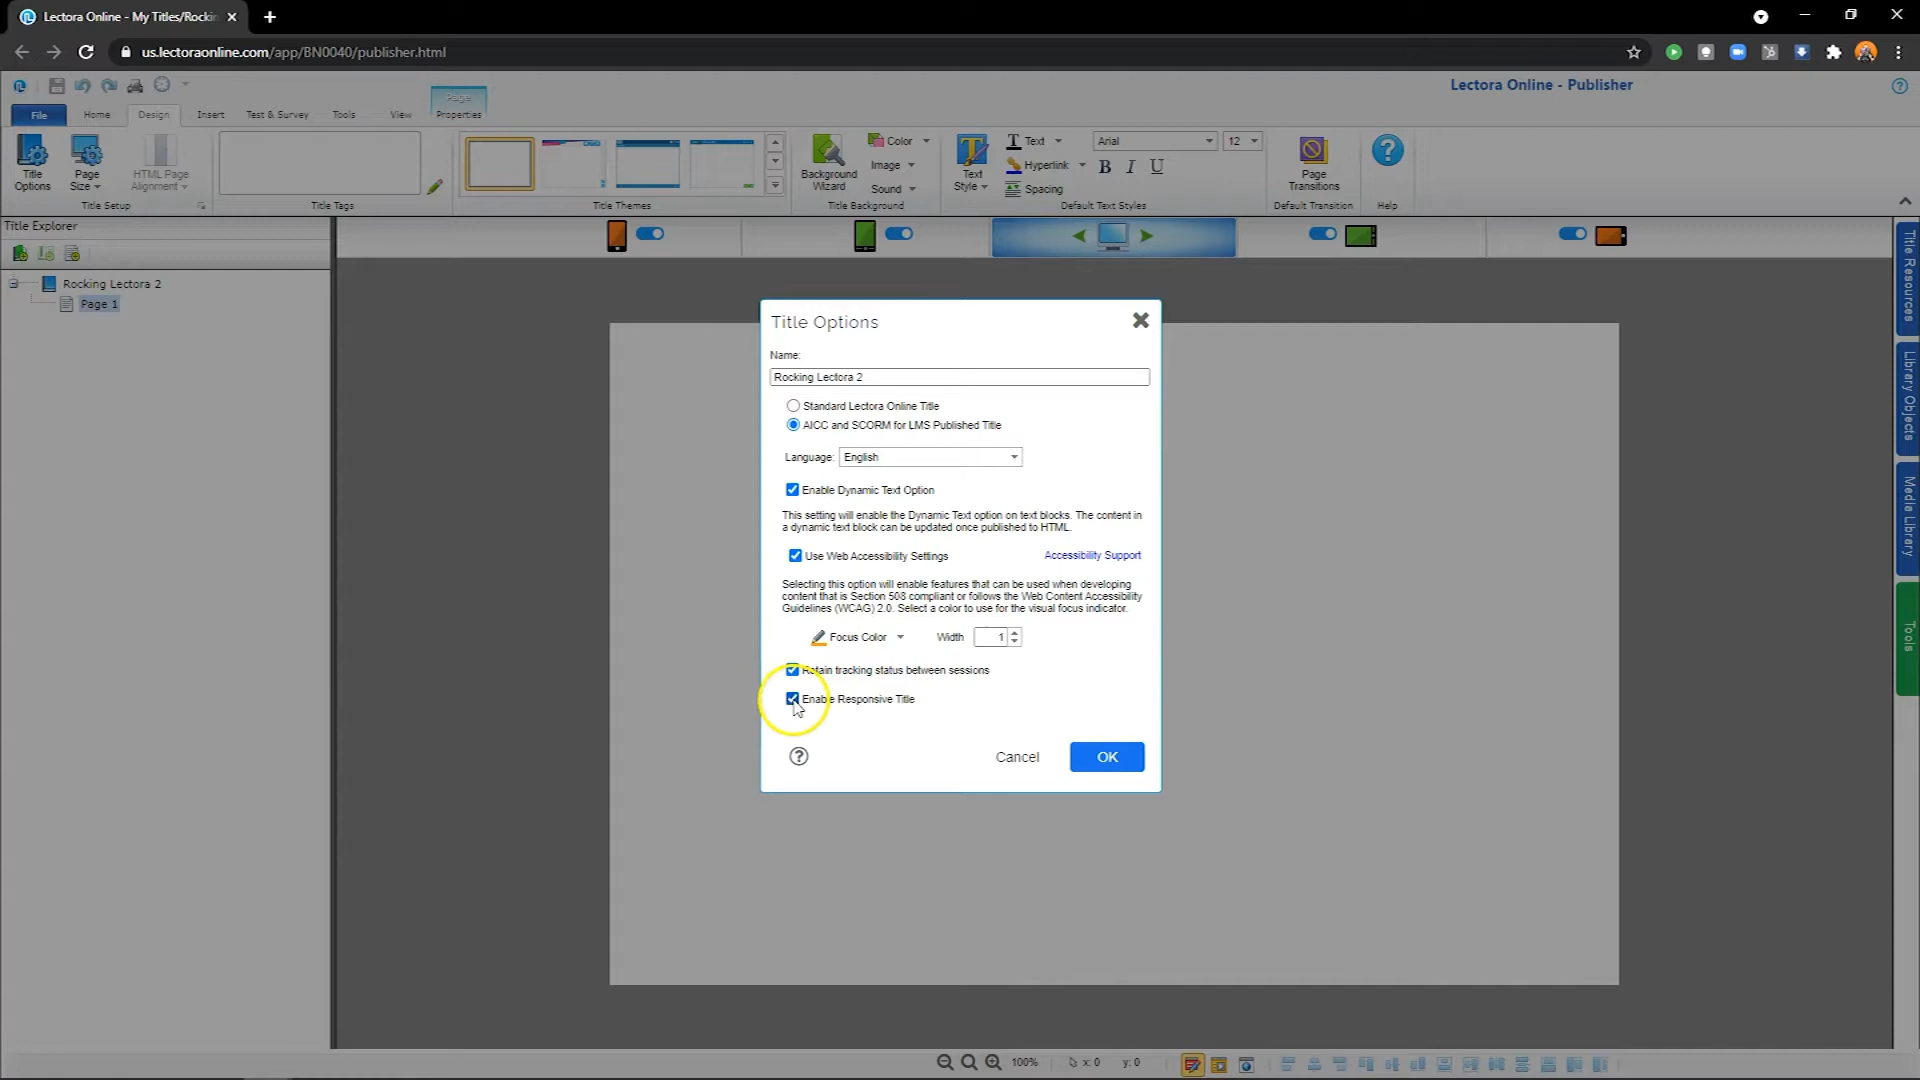 Lectora Online - My Titles/Rockin
us.lectoraonline.com/app/BN0040/publisher.html
Lectora Online - Publisher
File
Home
Design
Insert
Test & Survey
Tools
View
Page
Properties
Title
Options
Page
Size
HTML Page
Alignment
Color
Image
Sound
Background
Wizard
Text
Style
Text
Hyperlink
Spacing
Arial
12
B I U
Page
Transitions
Title Setup
Title Tags
Title Themes
Title Background
Default Text Styles
Default Transition
Help
Title Explorer
Rocking Lectora 2
Page 1
Title Options
Name:
Rocking Lectora 2
Standard Lectora Online Title
AICC and SCORM for LMS Published Title
Language: English
Enable Dynamic Text Option
This setting will enable the Dynamic Text option on text blocks. The content in
a dynamic text block can be updated once published to HTML.
Use Web Accessibility Settings
Accessibility Support
Selecting this option will enable features that can be used when developing
content that is Section 508 compliant or follows the Web Content Accessibility
Guidelines (WCAG) 2.0. Select a color to use for the visual focus indicator.
Focus Color
Width 1
Retain tracking status between sessions
Enable Responsive Title
Cancel
OK
Title Resources
Library Objects
Media Library
Tools
100%
x: 0
y: 0